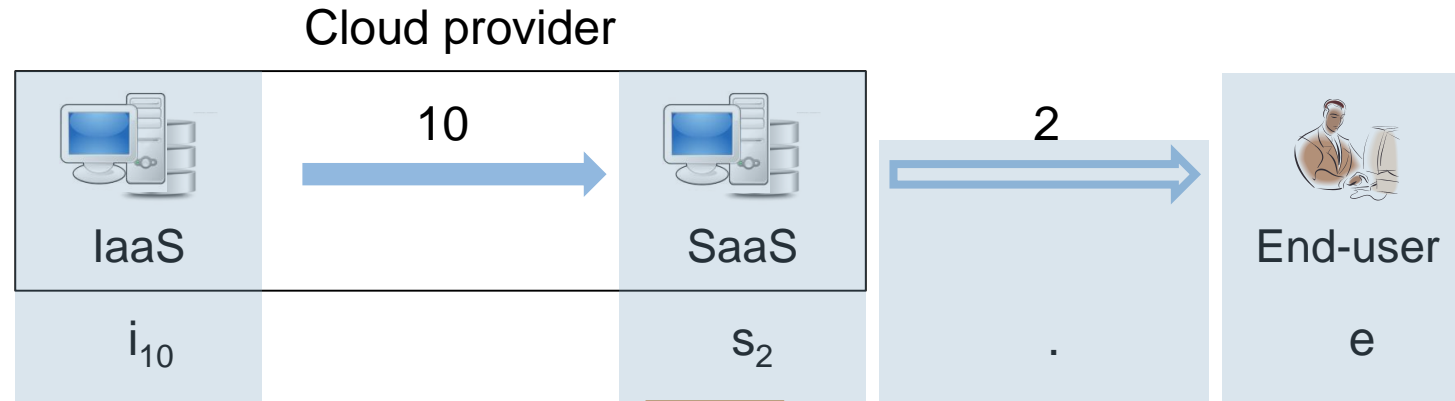 Cloud provider
10 2
IaaS SaaS End-user
i₁₀ s₂ . e